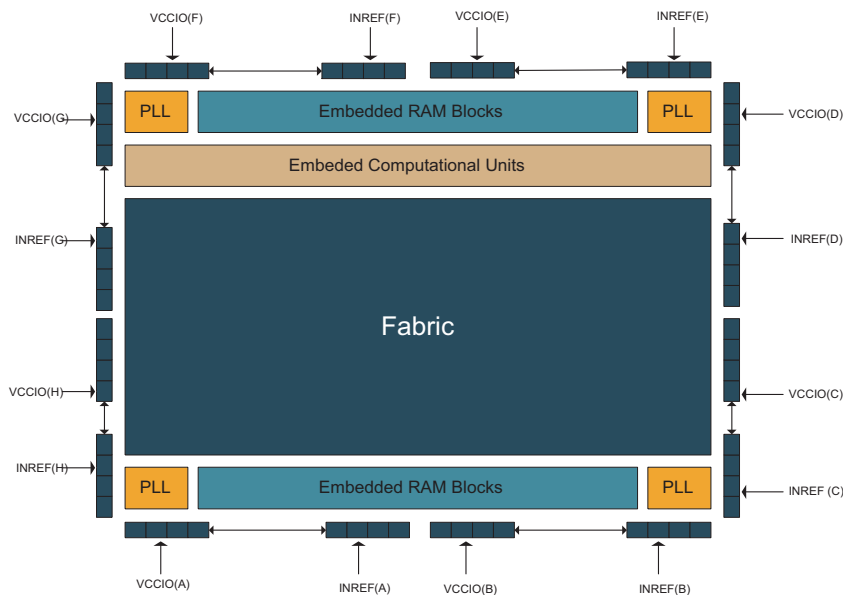 VCCIO(F)
INREF(F)
VCCIO(E)
INREF(E)
VCCIO(G)
PLL
Embedded RAM Blocks
PLL
VCCIO(D)
Embeded Computational Units
INREF(G)
INREF(D)
Fabric
VCCIO(H)
VCCIO(C)
INREF(H)
PLL
Embedded RAM Blocks
PLL
INREF (C)
VCCIO(A)
INREF(A)
VCCIO(B)
INREF(B)